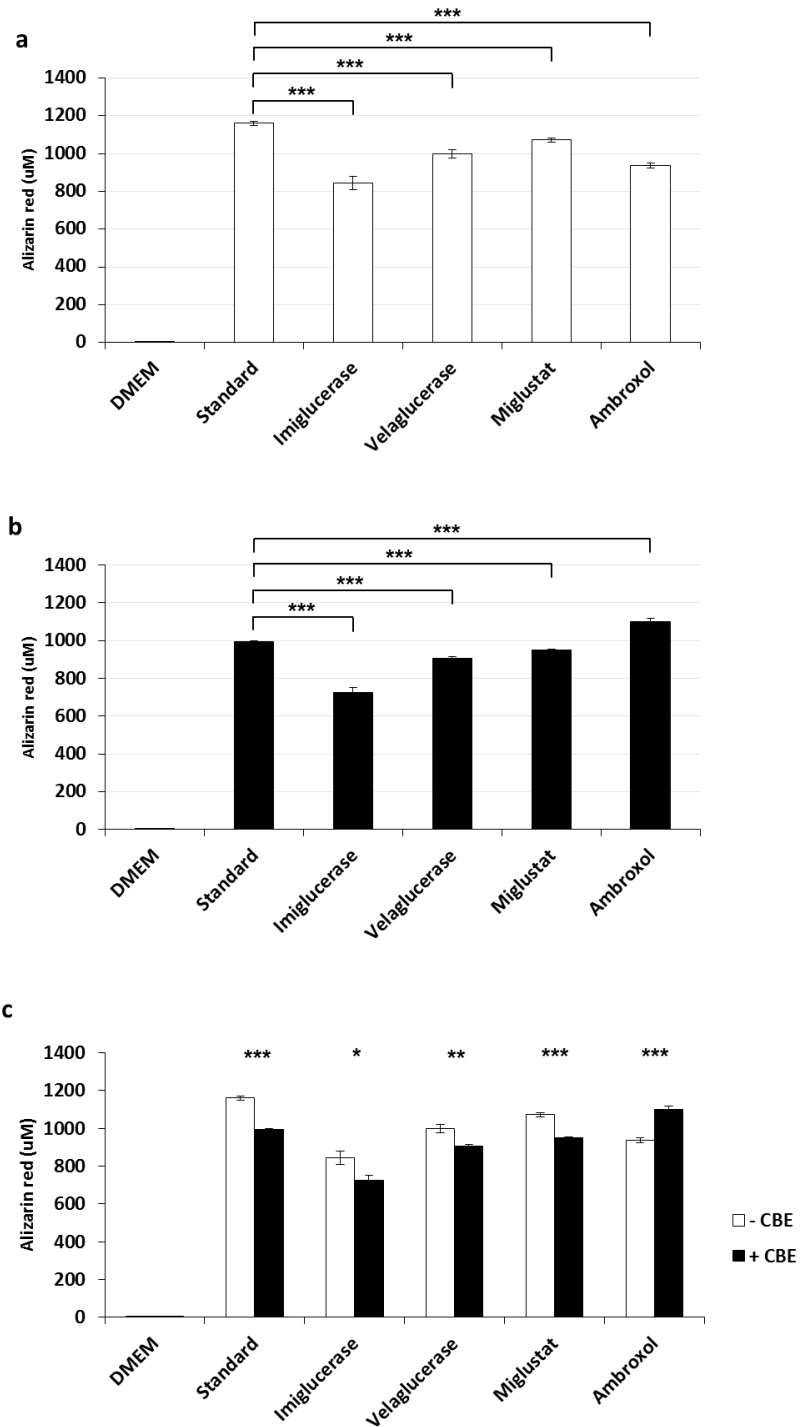 a
***
***
***
***
1400
1200
1000
800
600
400
200
0
Alizarin red (uM)
DMEM
Standard
Imiglucerase
Velaglucerase
Miglustat
Ambroxol
b
***
***
***
***
1400
1200
1000
800
600
400
200
0
Alizarin red (uM)
DMEM
Standard
Imiglucerase
Velaglucerase
Miglustat
Ambroxol
c
1400
1200
1000
800
600
400
200
0
Alizarin red (uM)
*** * ** *** ***
- CBE
+ CBE
DMEM
Standard
Imiglucerase
Velaglucerase
Miglustat
Ambroxol